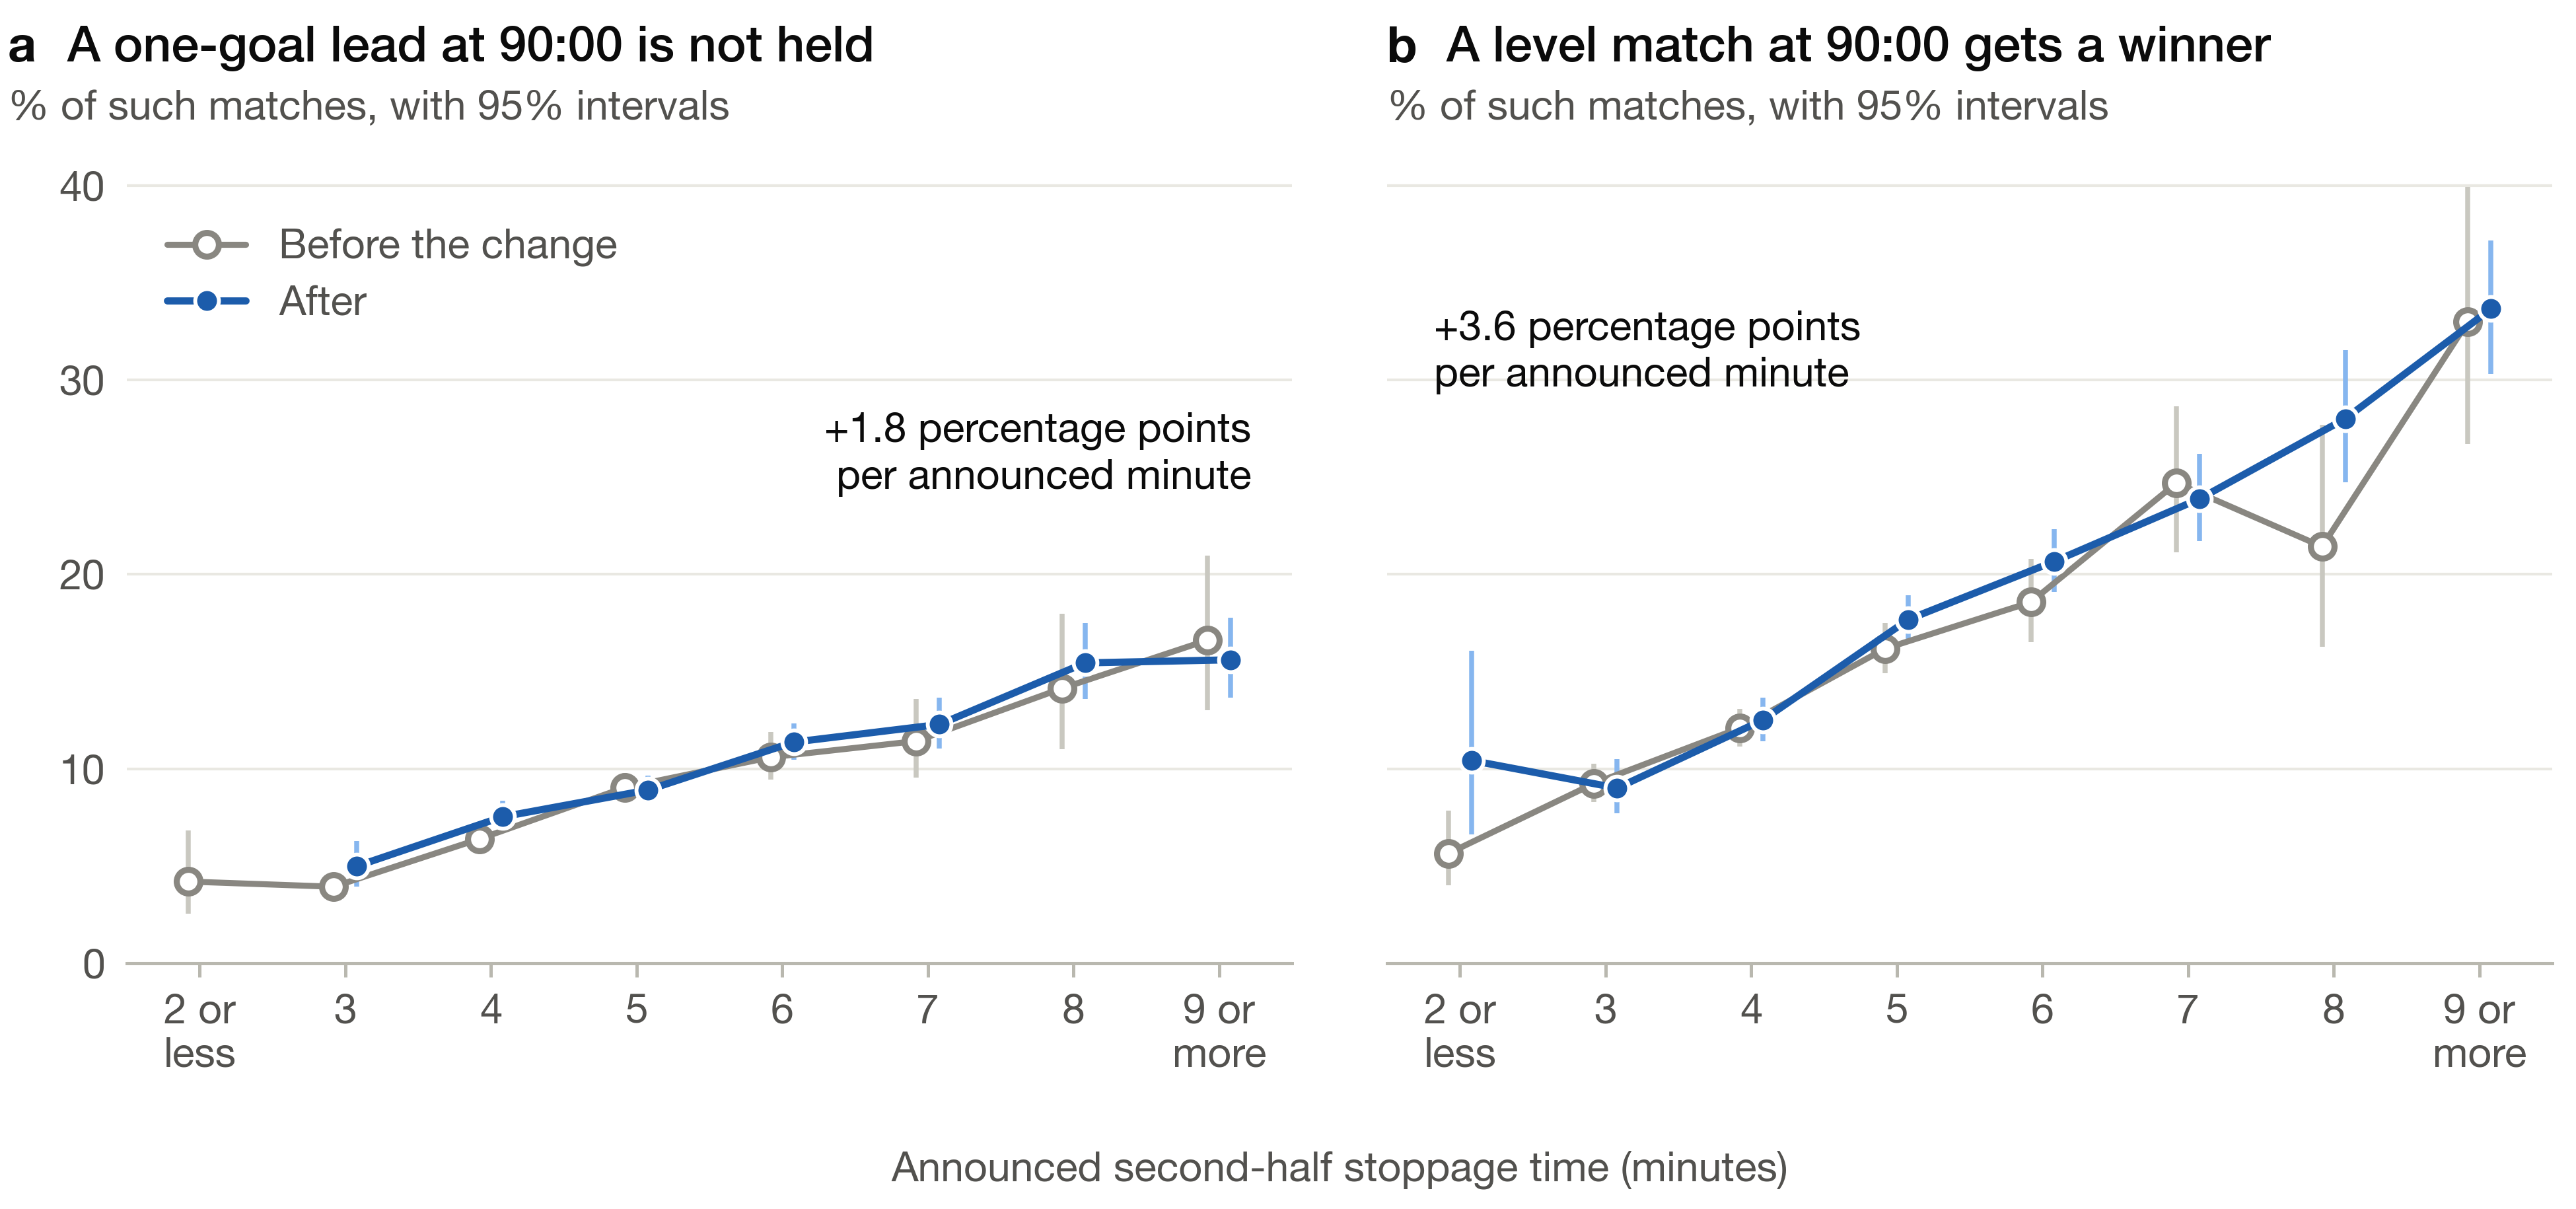 a A one-goal lead at 90:00 is not held
% of such matches, with 95% intervals
40
30
20
10
0
Before the change
After
+1.8 percentage points
per announced minute
2 or
less
3
4
5
6
7
8
9 or
more
b A level match at 90:00 gets a winner
% of such matches, with 95% intervals
+3.6 percentage points
per announced minute
2 or
less
3
4
5
6
7
8
9 or
more
Announced second-half stoppage time (minutes)